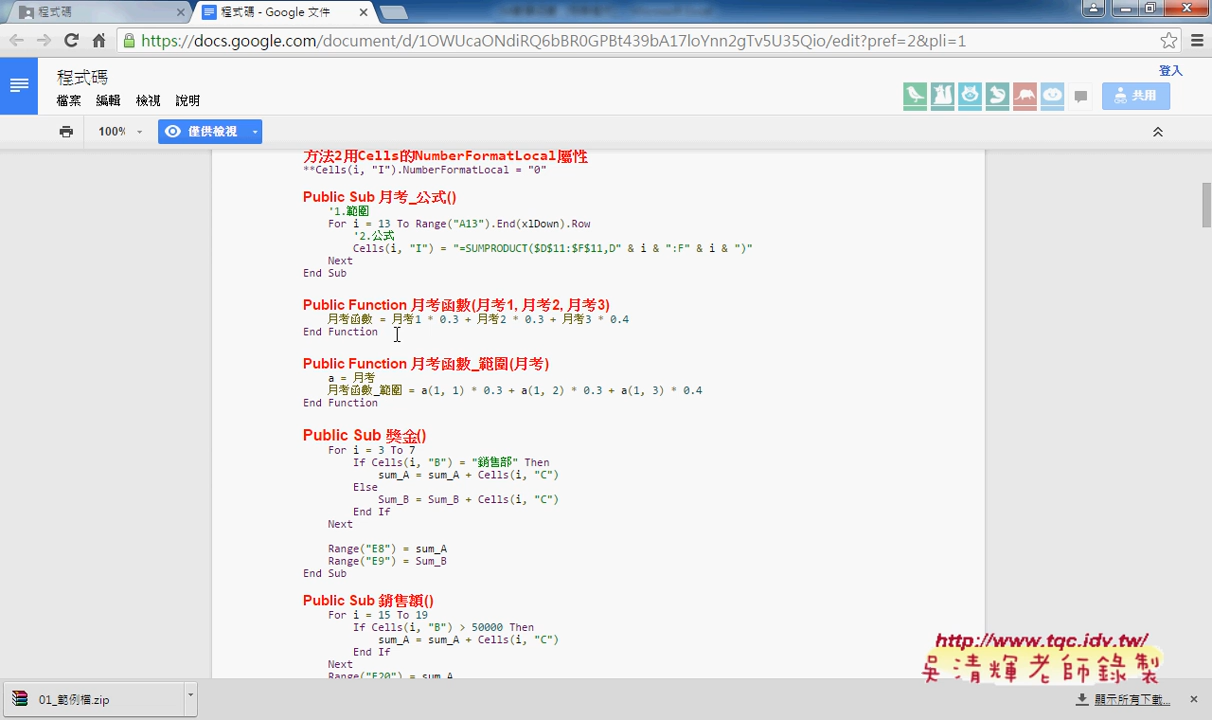 程式碼
程式碼 - Google 文件
https://docs.google.com/document/d/1OWUcaONdiRQ6bBR0GPBt439bA17loYnn2gTv5U35Qio/edit?pref=2&pli=1
程式碼
登入
檔案 編輯 檢視 說明
共用
100% 僅供檢視
方法2用Cells的NumberFormatLocal屬性
**Cells(i, "I").NumberFormatLocal = "0"
Public Sub 月考_公式()
'1.範圍
For i = 13 To Range("A13").End(xlDown).Row
'2.公式
Cells(i, "I") = "=SUMPRODUCT($D$11:$F$11,D" & i & ":F" & i & ")"
Next
End Sub
Public Function 月考函數(月考1, 月考2, 月考3)
月考函數 = 月考1 * 0.3 + 月考2 * 0.3 + 月考3 * 0.4
End Function
Public Function 月考函數_範圍(月考)
a = 月考
月考函數_範圍 = a(1, 1) * 0.3 + a(1, 2) * 0.3 + a(1, 3) * 0.4
End Function
Public Sub 獎金()
For i = 3 To 7
If Cells(i, "B") = "銷售部" Then
sum_A = sum_A + Cells(i, "C")
Else
Sum_B = Sum_B + Cells(i, "C")
End If
Next
Range("E8") = sum_A
Range("E9") = Sum_B
End Sub
Public Sub 銷售額()
For i = 15 To 19
If Cells(i, "B") > 50000 Then
sum_A = sum_A + Cells(i, "C")
End If
Next
Range("E20") = sum_A
http://www.tqc.idv.tw/
吳清輝老師錄製
01_範例檔.zip
顯示所有下載...